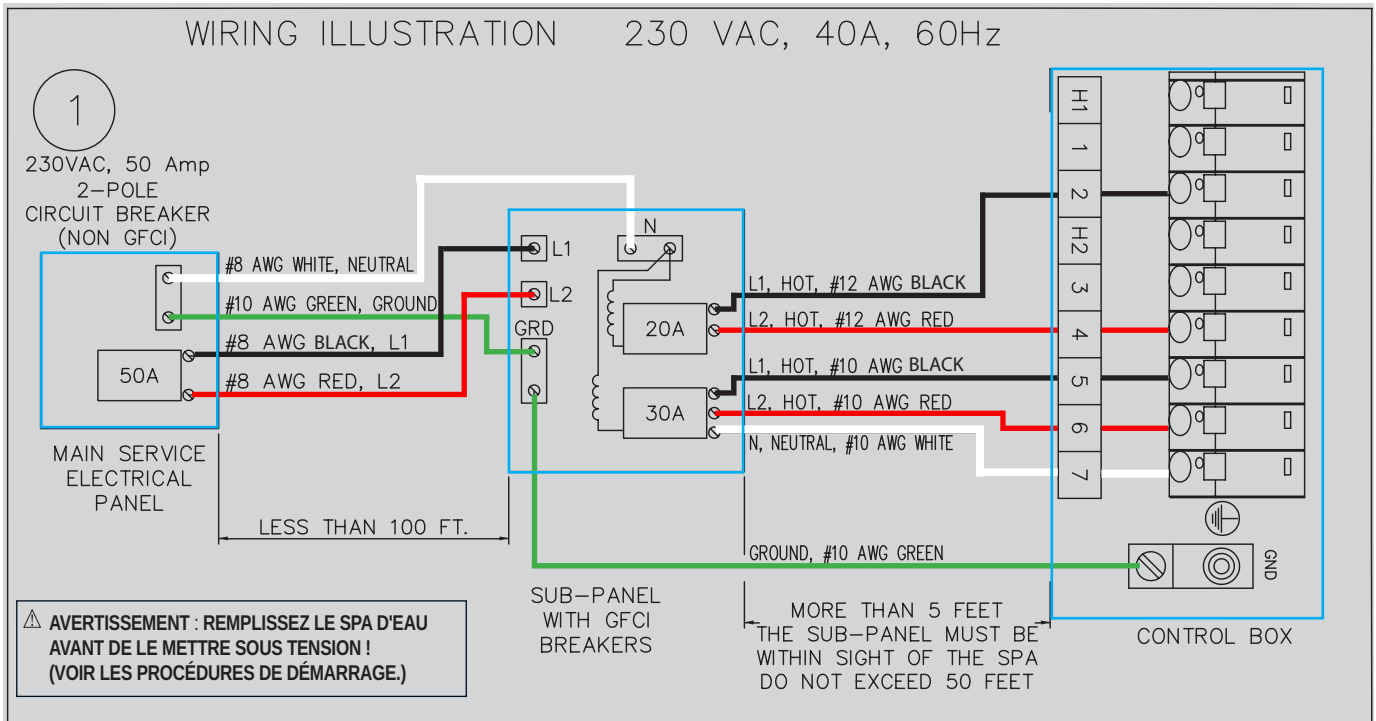 WIRING ILLUSTRATION 230 VAC, 40A, 60Hz
1
230VAC, 50 Amp
2-POLE
CIRCUIT BREAKER
(NON GFCI)
#8 AWG WHITE, NEUTRAL
#10 AWG GREEN, GROUND
#8 AWG BLACK, L1
#8 AWG RED, L2
50A
MAIN SERVICE
ELECTRICAL
PANEL
LESS THAN 100 FT.
L1
L2
GRD
N
20A
30A
SUB-PANEL
WITH GFCI
BREAKERS
L1, HOT, #12 AWG BLACK
L2, HOT, #12 AWG RED
L1, HOT, #10 AWG BLACK
L2, HOT, #10 AWG RED
N, NEUTRAL, #10 AWG WHITE
GROUND, #10 AWG GREEN
MORE THAN 5 FEET
THE SUB-PANEL MUST BE
WITHIN SIGHT OF THE SPA
DO NOT EXCEED 50 FEET
H1
1
2
H2
3
4
5
6
7
GND
CONTROL BOX
⚠ AVERTISSEMENT : REMPLISSEZ LE SPA D'EAU
AVANT DE LE METTRE SOUS TENSION !
(VOIR LES PROCÉDURES DE DÉMARRAGE.)